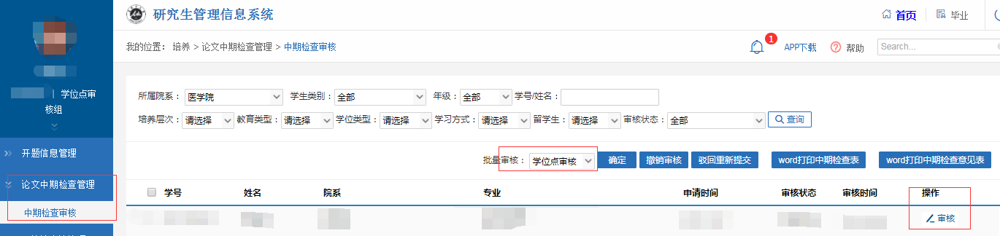 研究生管理信息系统
首页
毕业
我的位置： 培养 > 论文中期检查管理 > 中期检查审核
1
APP下载
帮助
Search...
| 学位点审
核组
开题信息管理
论文中期检查管理
中期检查审核
所属院系： 医学院 学生类别： 全部 年级： 全部 学号/姓名：
培养层次： 请选择 教育类型： 请选择 学位类型： 请选择 学习方式： 请选择 留学生： 请选择 审核状态： 全部 查询
批量审核： 学位点审核 确定 撤销审核 驳回重新提交 word打印中期检查表 word打印中期检查意见表
学号 姓名 院系 专业 申请时间 审核状态 审核时间 操作
审核